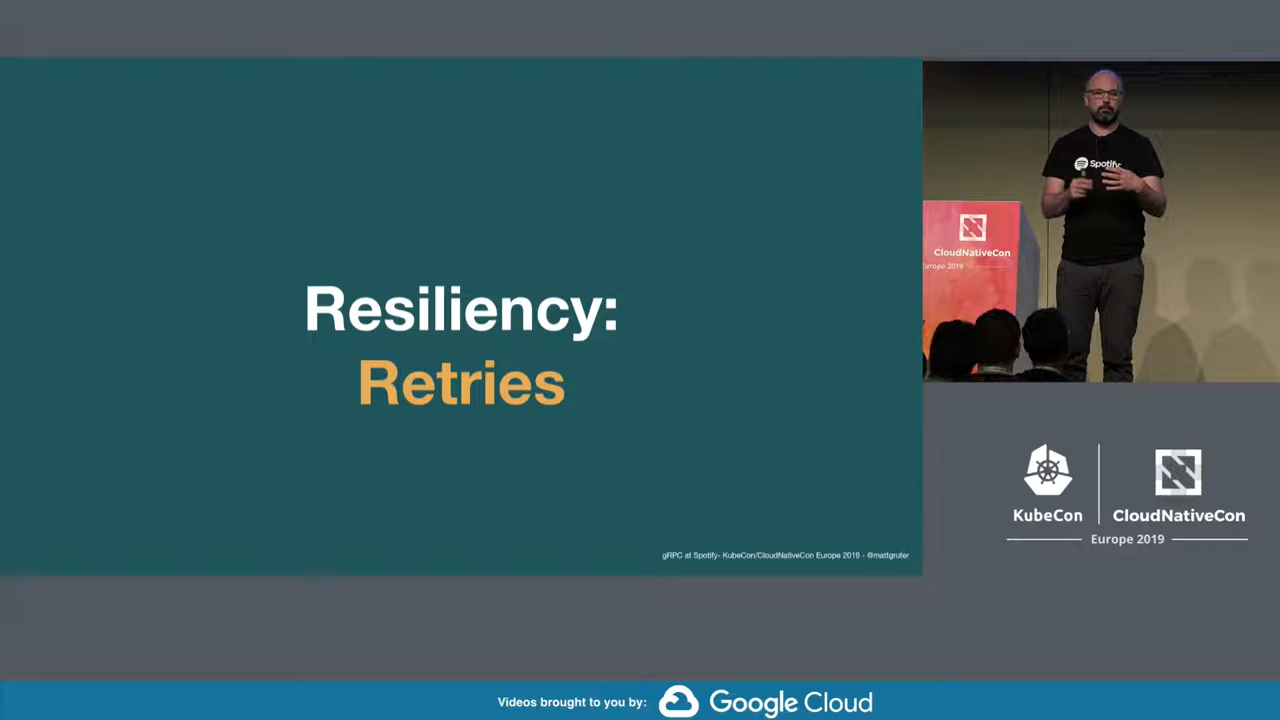 Resiliency:
Retries
gRPC at Spotify- KubeCon/CloudNativeCon Europe 2019 - @mattgruter
Spotify
CloudNativeCon
Europe 2019
KubeCon
CloudNativeCon
Europe 2019
Videos brought to you by:
Google Cloud